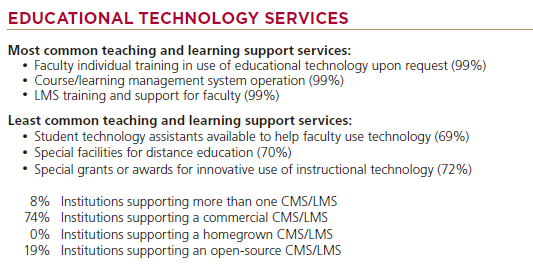 EDUCATIONAL TECHNOLOGY SERVICES
Most common teaching and learning support services:
• Faculty individual training in use of educational technology upon request (99%)
• Course/learning management system operation (99%)
• LMS training and support for faculty (99%)
Least common teaching and learning support services:
• Student technology assistants available to help faculty use technology (69%)
• Special facilities for distance education (70%)
• Special grants or awards for innovative use of instructional technology (72%)
8% Institutions supporting more than one CMS/LMS
74% Institutions supporting a commercial CMS/LMS
0% Institutions supporting a homegrown CMS/LMS
19% Institutions supporting an open-source CMS/LMS